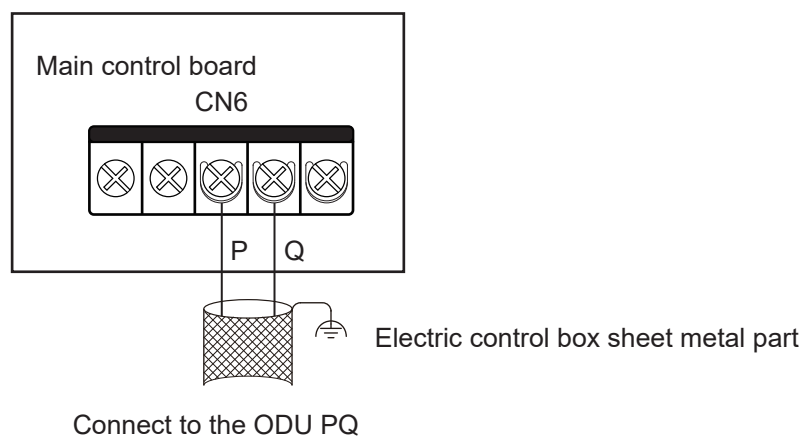 Main control board
CN6
P Q
Electric control box sheet metal part
Connect to the ODU PQ